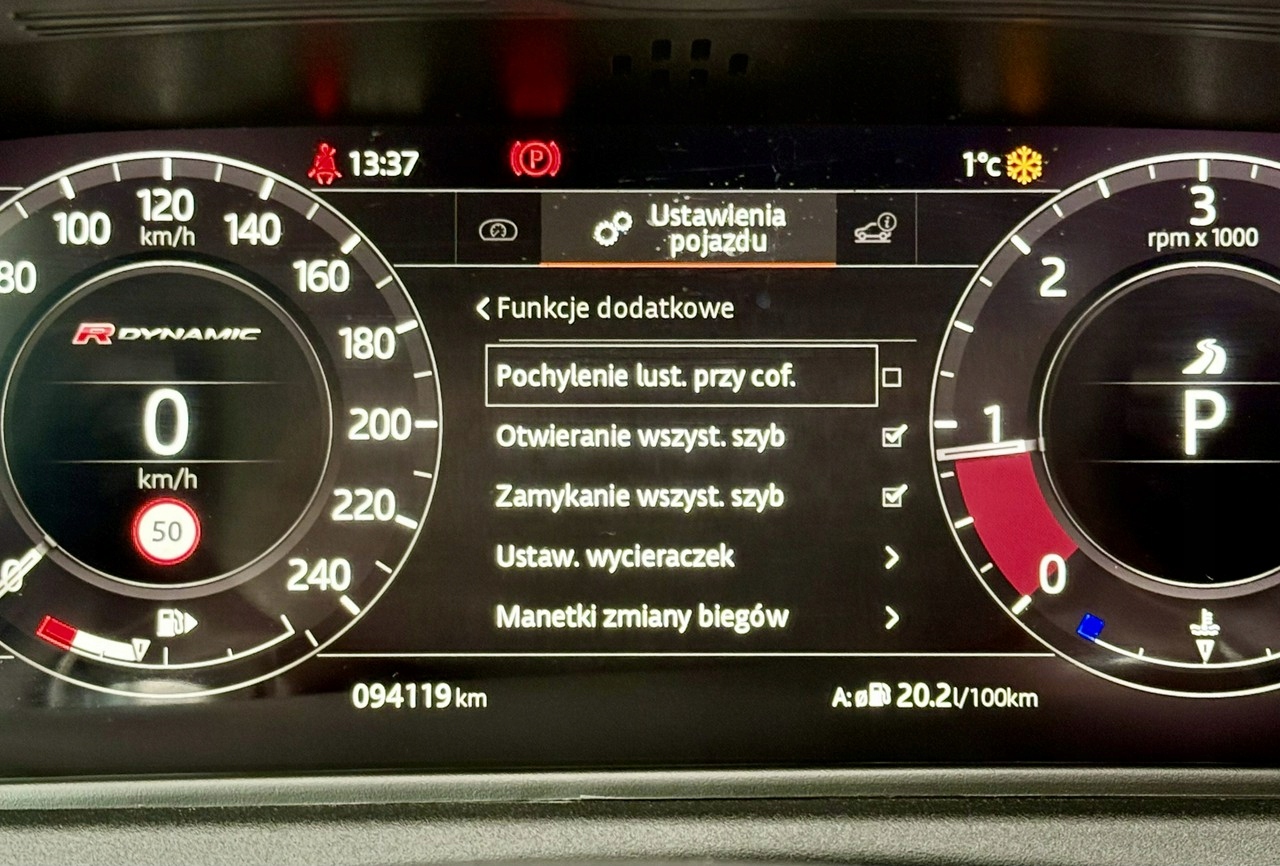 13:37
P
1°c
Ustawienia
pojazdu
i
Funkcje dodatkowe
Pochylenie lust. przy cof.
Otwieranie wszyst. szyb
Zamykanie wszyst. szyb
Ustaw. wycieraczek
Manetki zmiany biegów
80
100
120
km/h
140
160
180
200
220
240
R DYNAMIC
0
km/h
50
0
3
rpm x 1000
2
1
0
P
094119 km
A:ø 20.2l/100km